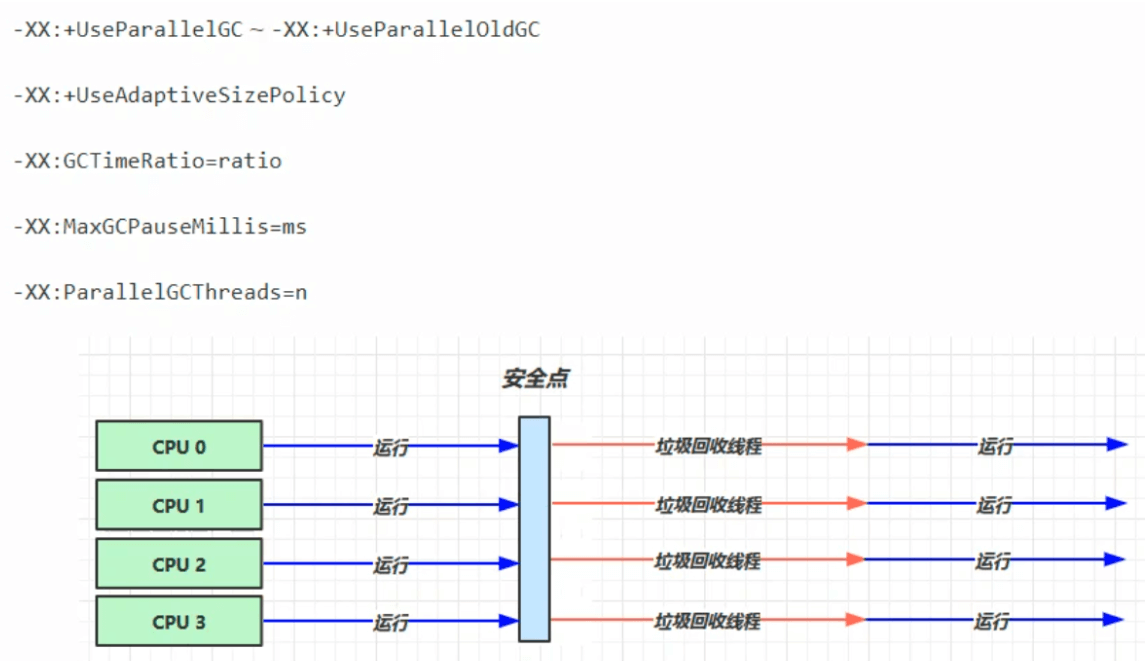 -XX:+UseParallelGC ~ -XX:+UseParallelOldGC
-XX:+UseAdaptiveSizePolicy
-XX:GCTimeRatio=ratio
-XX:MaxGCPauseMillis=ms
-XX:ParallelGCThreads=n
安全点
CPU 0 运行 垃圾回收线程 运行
CPU 1 运行 垃圾回收线程 运行
CPU 2 运行 垃圾回收线程 运行
CPU 3 运行 垃圾回收线程 运行